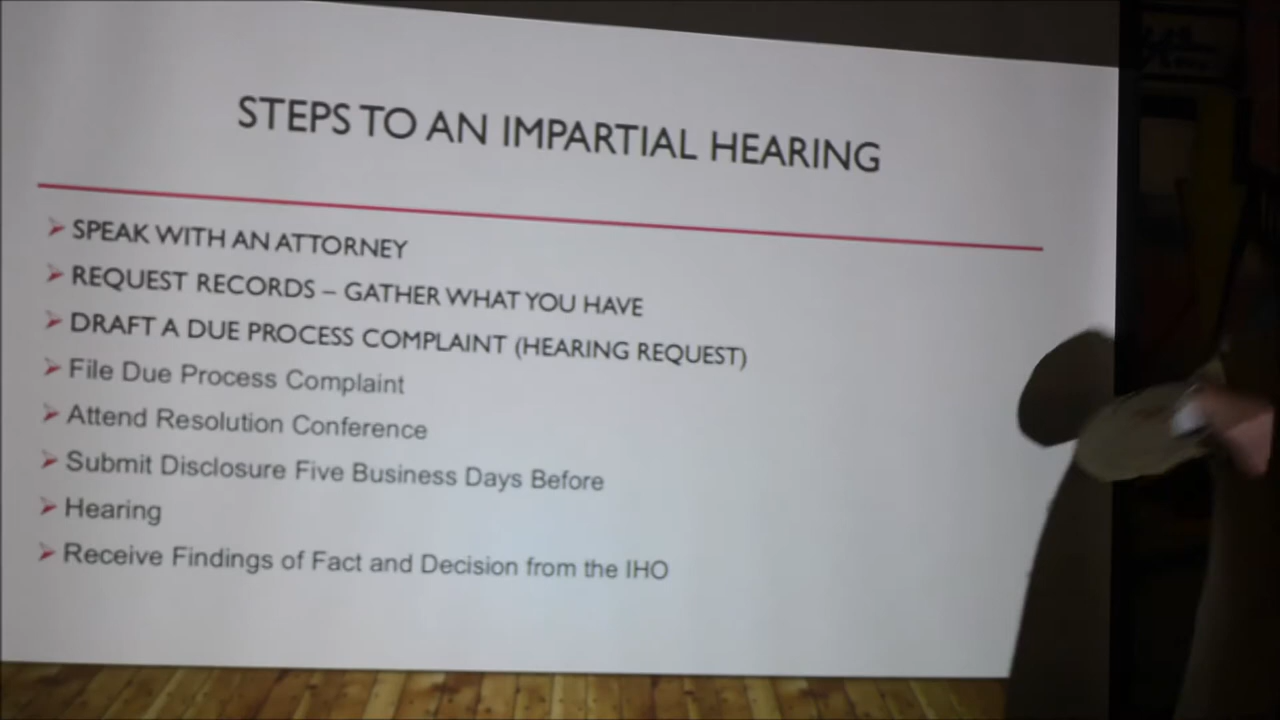 STEPS TO AN IMPARTIAL HEARING
SPEAK WITH AN ATTORNEY
REQUEST RECORDS – GATHER WHAT YOU HAVE
DRAFT A DUE PROCESS COMPLAINT (HEARING REQUEST)
File Due Process Complaint
Attend Resolution Conference
Submit Disclosure Five Business Days Before
Hearing
Receive Findings of Fact and Decision from the IHO